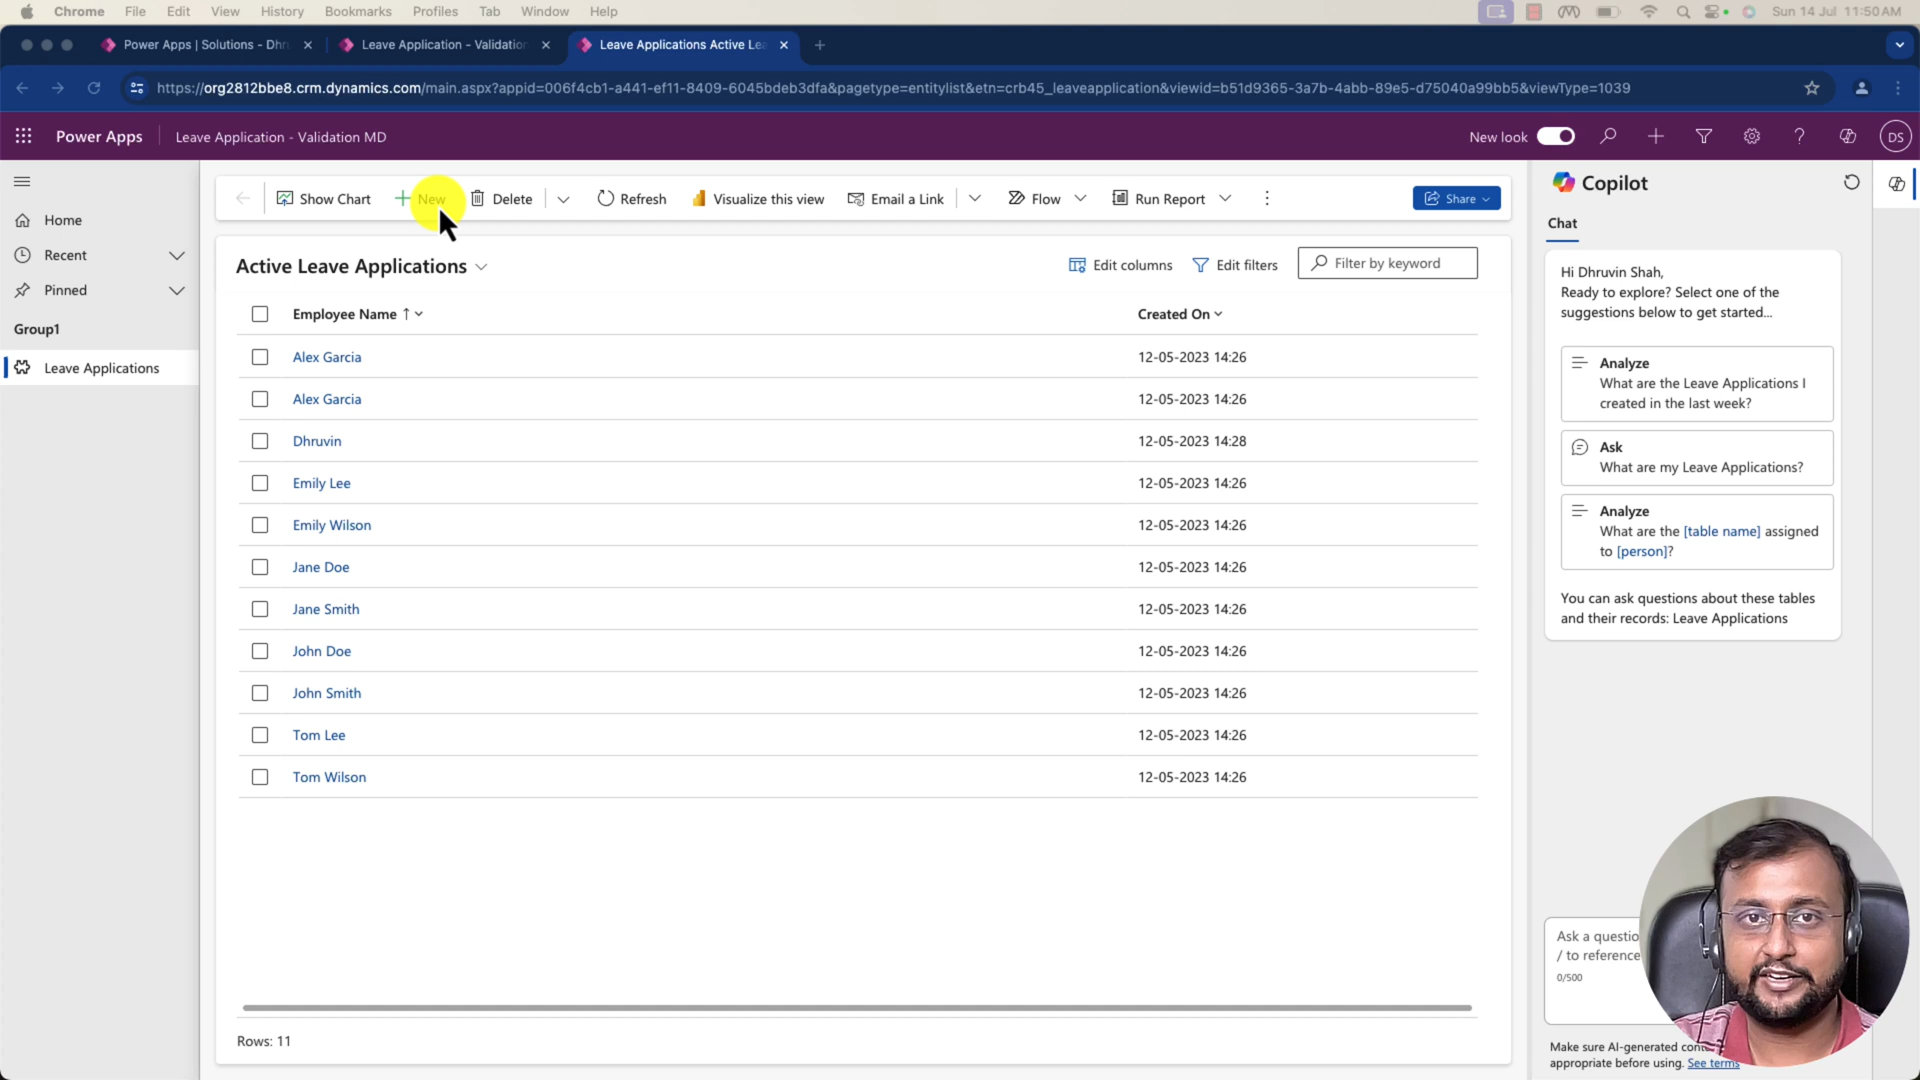 Chrome File Edit View History Bookmarks Profiles Tab Window Help Sun 14 Jul 11:50 AM
Power Apps | Solutions - Dhr
Leave Application - Validation
Leave Applications Active Lea
https://org2812bbe8.crm.dynamics.com/main.aspx?appid=006f4cb1-a441-ef11-8409-6045bdeb3dfa&pagetype=entitylist&etn=crb45_leaveapplication&viewid=b51d9365-3a7b-4abb-89e5-d75040a99bb5&viewType=1039
Power Apps Leave Application - Validation MD New look DS
Home
Recent
Pinned
Group1
Leave Applications
Show Chart New Delete Refresh Visualize this view Email a Link Flow Run Report Share
Active Leave Applications Edit columns Edit filters Filter by keyword
Employee Name ↑ Created On
Alex Garcia 12-05-2023 14:26
Alex Garcia 12-05-2023 14:26
Dhruvin 12-05-2023 14:28
Emily Lee 12-05-2023 14:26
Emily Wilson 12-05-2023 14:26
Jane Doe 12-05-2023 14:26
Jane Smith 12-05-2023 14:26
John Doe 12-05-2023 14:26
John Smith 12-05-2023 14:26
Tom Lee 12-05-2023 14:26
Tom Wilson 12-05-2023 14:26
Rows: 11
Copilot
Chat
Hi Dhruvin Shah,
Ready to explore? Select one of the
suggestions below to get started...
Analyze
What are the Leave Applications I
created in the last week?
Ask
What are my Leave Applications?
Analyze
What are the [table name] assigned
to [person]?
You can ask questions about these tables
and their records: Leave Applications
Ask a questio
/ to reference
0/500
Make sure AI-generated cont
appropriate before using. See terms